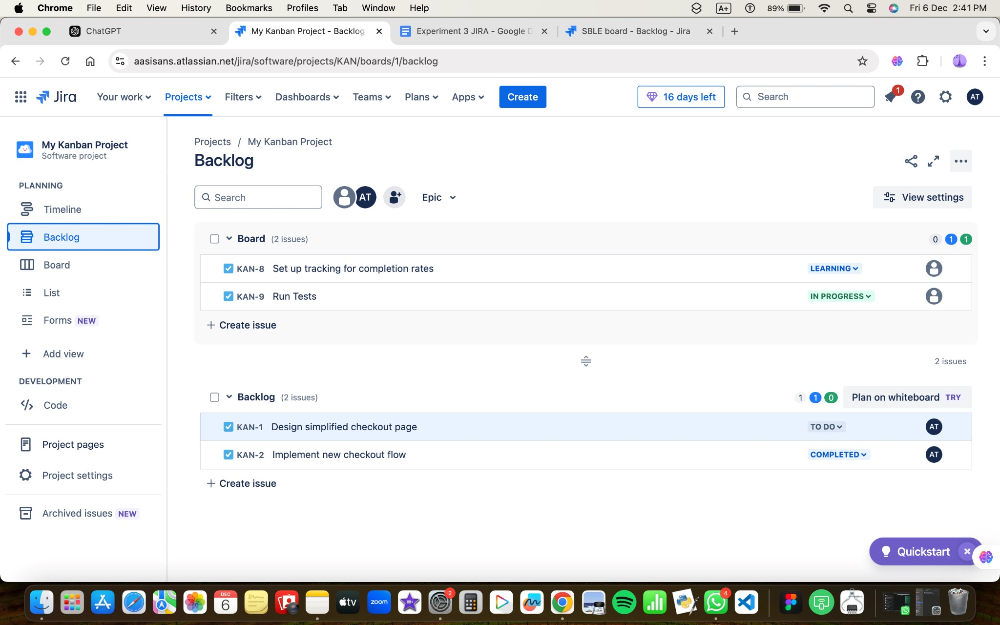 Chrome File Edit View History Bookmarks Profiles Tab Window Help A+ 89% Fri 6 Dec 2:41 PM
ChatGPT My Kanban Project - Backlog Experiment 3 JIRA - Google D SBLE board - Backlog - Jira
aasisans.atlassian.net/jira/software/projects/KAN/boards/1/backlog
Jira Your work Projects Filters Dashboards Teams Plans Apps Create 16 days left Search 1 AT
My Kanban Project
Software project
PLANNING
Timeline
Backlog
Board
List
Forms NEW
Add view
DEVELOPMENT
Code
Project pages
Project settings
Archived issues NEW
Projects / My Kanban Project
Backlog
Search AT Epic View settings
Board (2 issues) 0 1 1
KAN-8 Set up tracking for completion rates LEARNING
KAN-9 Run Tests IN PROGRESS
+ Create issue
2 issues
Backlog (2 issues) 1 1 0 Plan on whiteboard TRY
KAN-1 Design simplified checkout page TO DO AT
KAN-2 Implement new checkout flow COMPLETED AT
+ Create issue
Quickstart
DEC 6 tv zoom 2 4